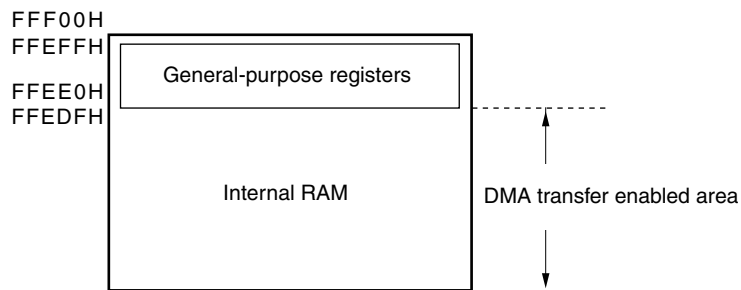 FFF00H
FFEFFH
General-purpose registers
FFEE0H
FFEDFH
Internal RAM
DMA transfer enabled area